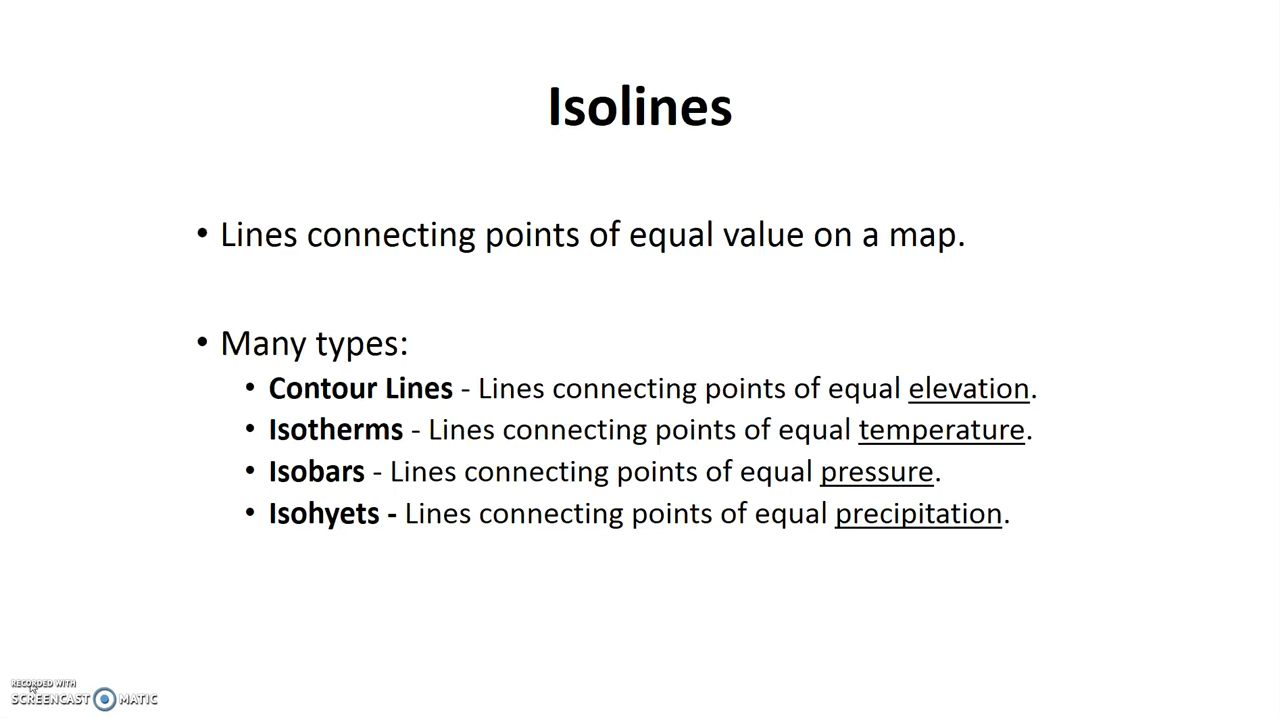 Isolines
• Lines connecting points of equal value on a map.
• Many types:
• Contour Lines - Lines connecting points of equal elevation.
• Isotherms - Lines connecting points of equal temperature.
• Isobars - Lines connecting points of equal pressure.
• Isohyets - Lines connecting points of equal precipitation.
RECORDED WITH
SCREENCAST MATIC